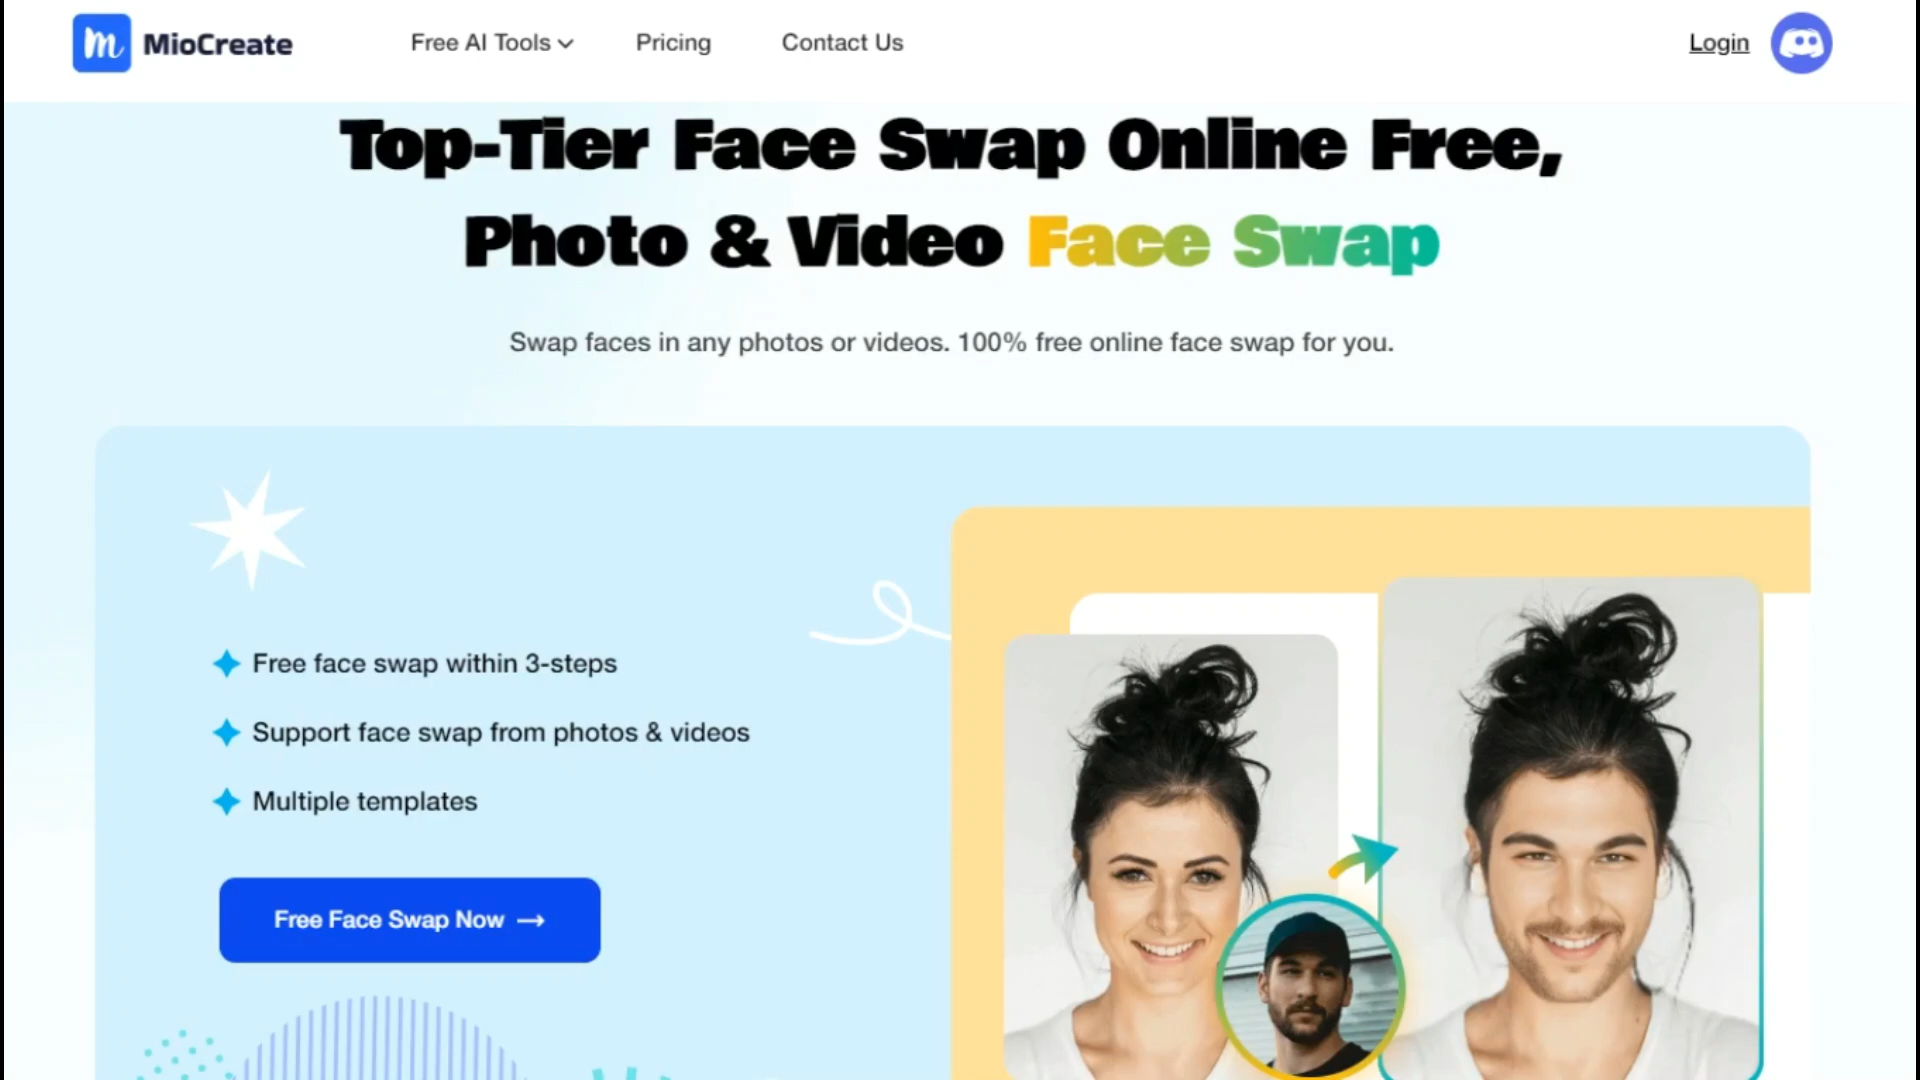 MioCreate
Free AI Tools
Pricing
Contact Us
Login
Top-Tier Face Swap Online Free,
Photo & Video Face Swap
Swap faces in any photos or videos. 100% free online face swap for you.
Free face swap within 3-steps
Support face swap from photos & videos
Multiple templates
Free Face Swap Now →